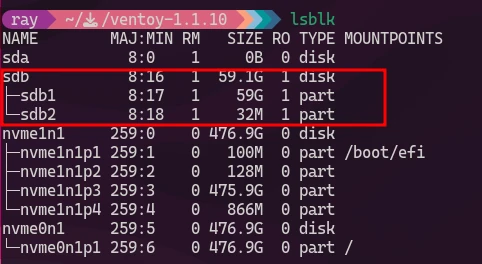 ray ~/ /ventoy-1.1.10 lsblk
NAME MAJ:MIN RM SIZE RO TYPE MOUNTPOINTS
sda 8:0 1 0B 0 disk
sdb 8:16 1 59.1G 1 disk
├─sdb1 8:17 1 59G 1 part
└─sdb2 8:18 1 32M 1 part
nvme1n1 259:0 0 476.9G 0 disk
├─nvme1n1p1 259:1 0 100M 0 part /boot/efi
├─nvme1n1p2 259:2 0 128M 0 part
├─nvme1n1p3 259:3 0 475.9G 0 part
└─nvme1n1p4 259:4 0 866M 0 part
nvme0n1 259:5 0 476.9G 0 disk
└─nvme0n1p1 259:6 0 476.9G 0 part /